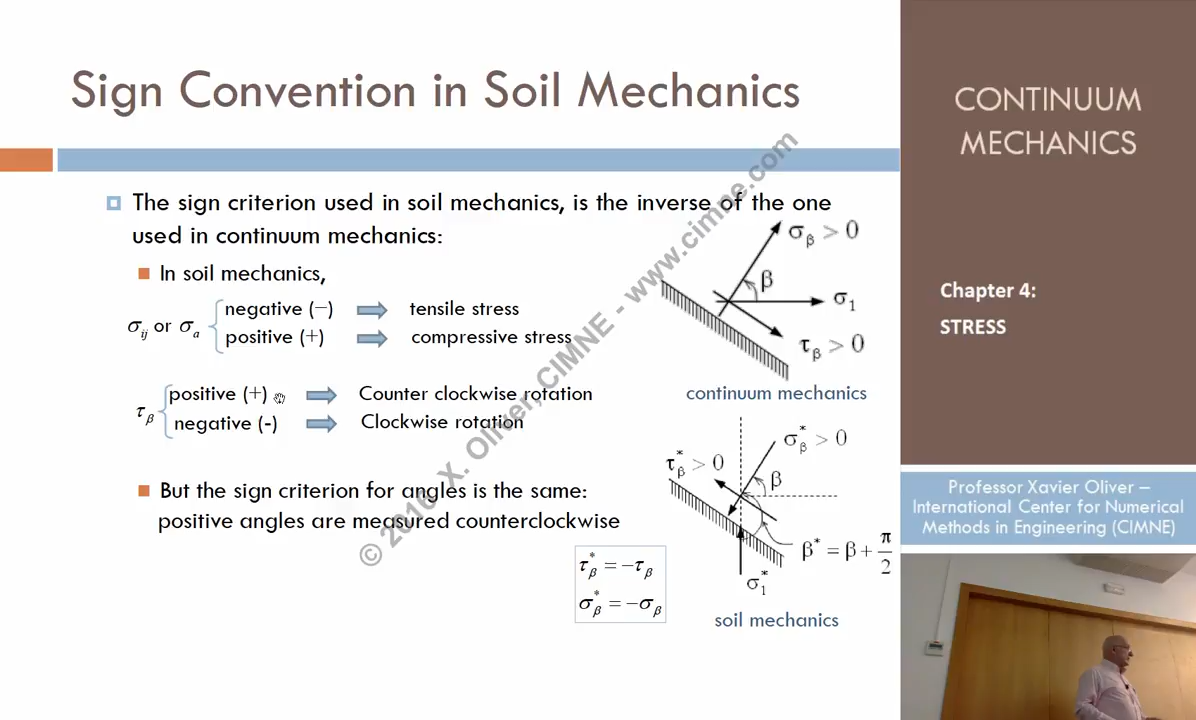 Sign Convention in Soil Mechanics
The sign criterion used in soil mechanics, is the inverse of the one
used in continuum mechanics:
In soil mechanics,
σij or σa
negative (−) tensile stress
positive (+) compressive stress
τβ
positive (+) Counter clockwise rotation
negative (-) Clockwise rotation
But the sign criterion for angles is the same:
positive angles are measured counterclockwise
τ*β = −τβ
σ*β = −σβ
σβ > 0
β
σ1
τβ > 0
continuum mechanics
σ*β > 0
τ*β > 0
β
β* = β + π/2
σ1*
soil mechanics
© 2016 X. Oliver, CIMNE - www.cimne.com
CONTINUUM
MECHANICS
Chapter 4:
STRESS
Professor Xavier Oliver –
International Center for Numerical
Methods in Engineering (CIMNE)